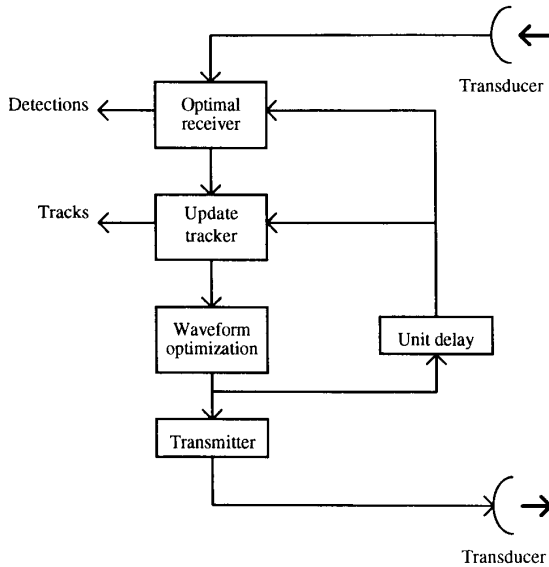 Transducer
Detections
Optimal
receiver
Tracks
Update
tracker
Waveform
optimization
Unit delay
Transmitter
Transducer